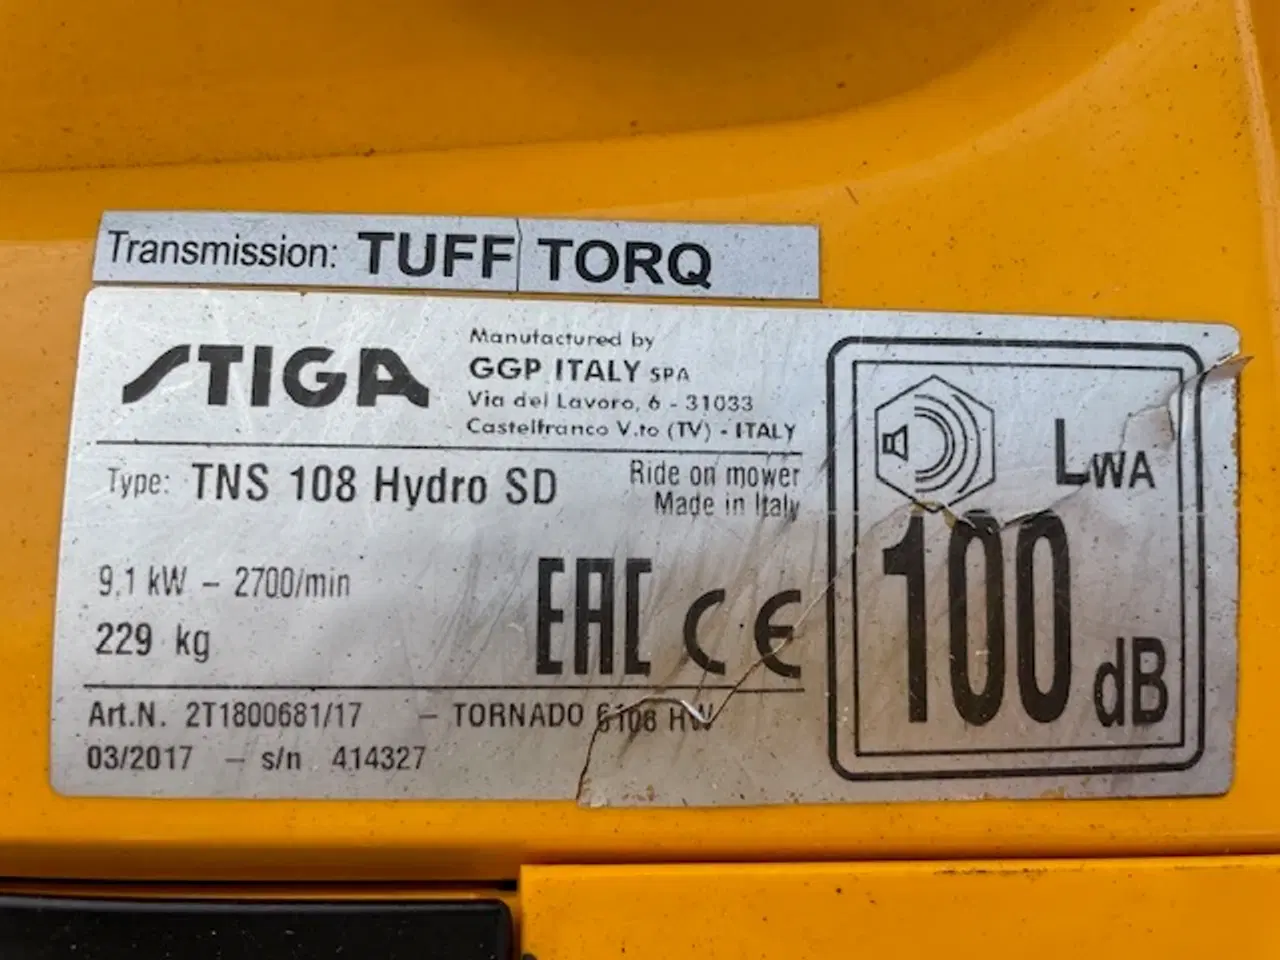 Transmission: TUFF TORQ
STIGA
Manufactured by
GGP ITALY SPA
Via del Lavoro, 6 - 31033
Castelfranco V.to (TV) - ITALY
Type: TNS 108 Hydro SD
Ride on mower
Made in Italy
9,1 kW - 2700/min
229 kg
EAC CE
Art.N. 2T1800681/17 - TORNADO 6108 HW
03/2017 - s/n 414327
LWA
100 dB